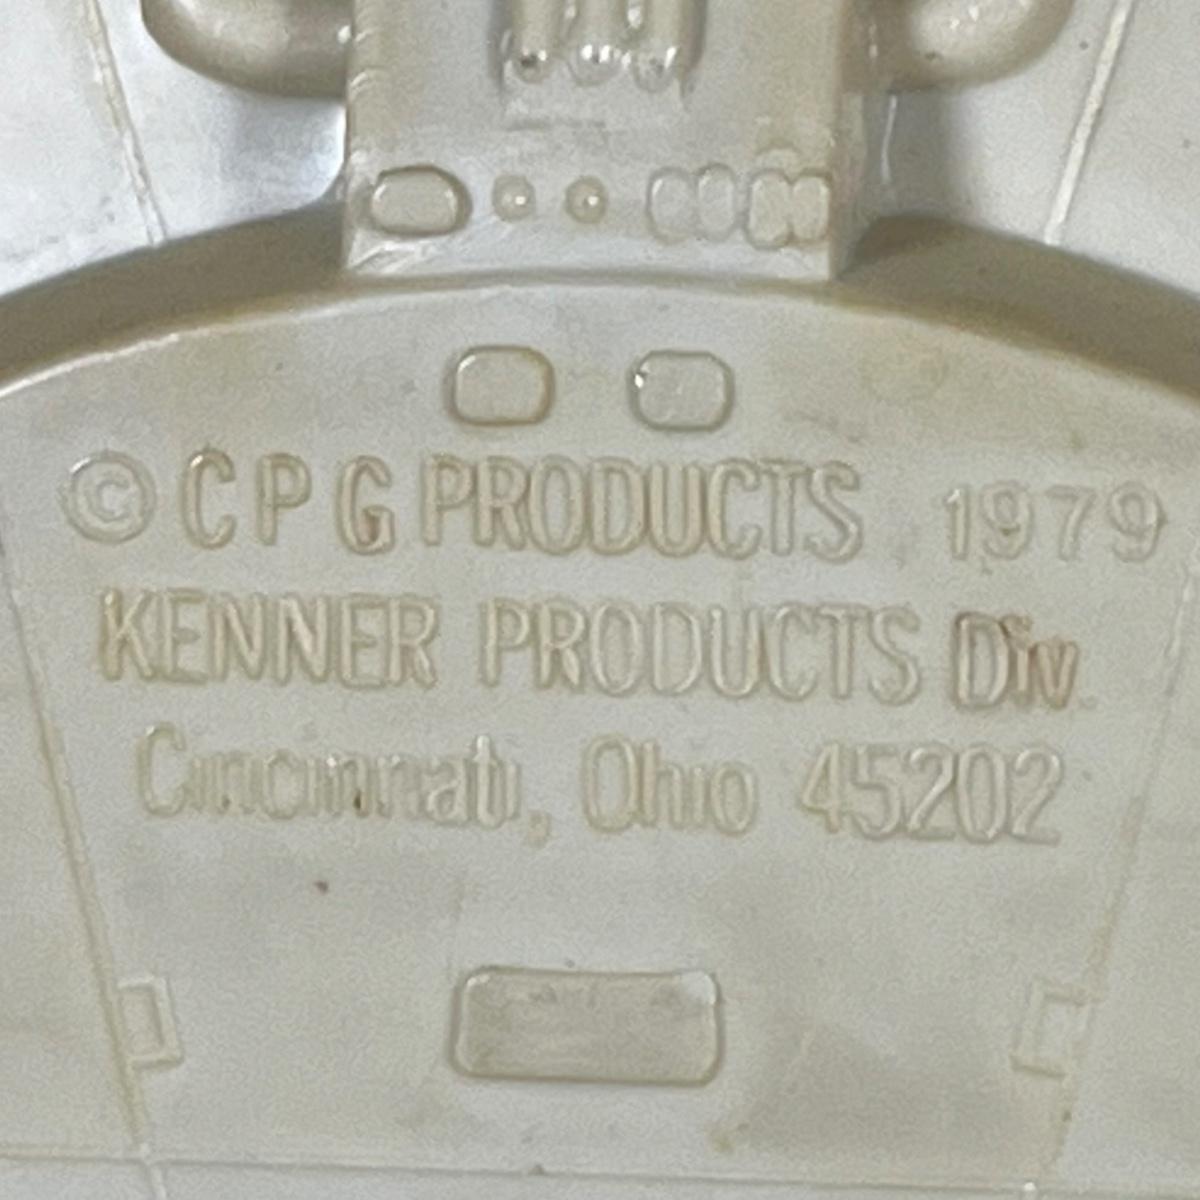 © C P G PRODUCTS 1979
KENNER PRODUCTS Div.
Cincinnati, Ohio 45202